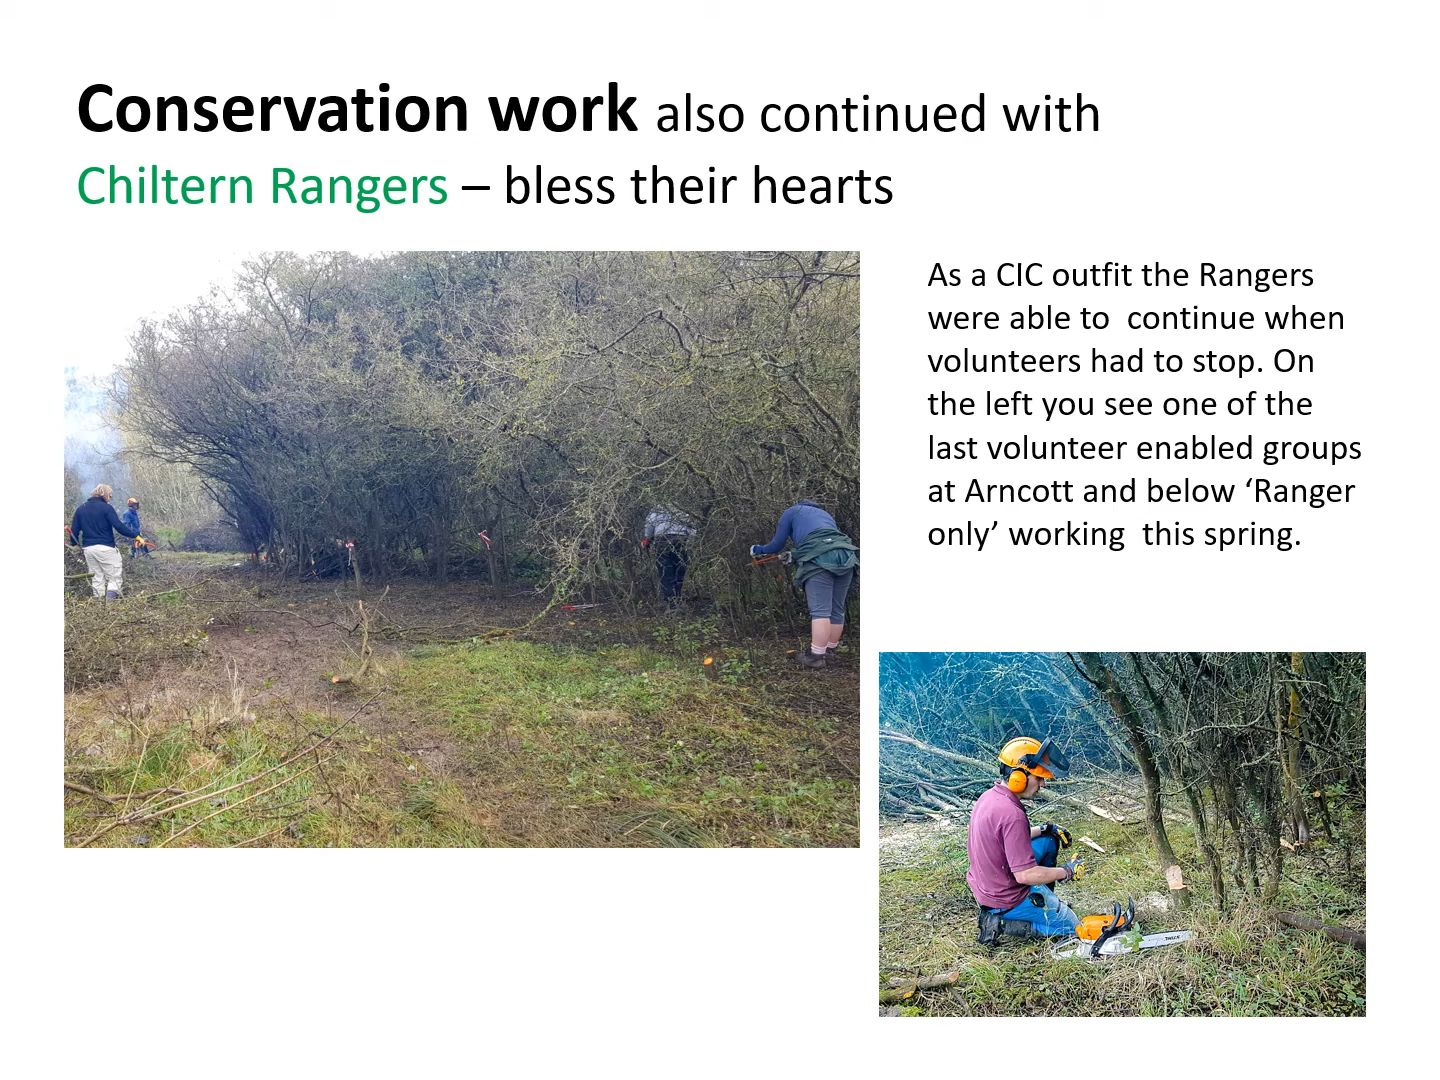 Conservation work also continued with
Chiltern Rangers – bless their hearts
As a CIC outfit the Rangers
were able to  continue when
volunteers had to stop. On
the left you see one of the
last volunteer enabled groups
at Arncott and below ‘Ranger
only’ working  this spring.